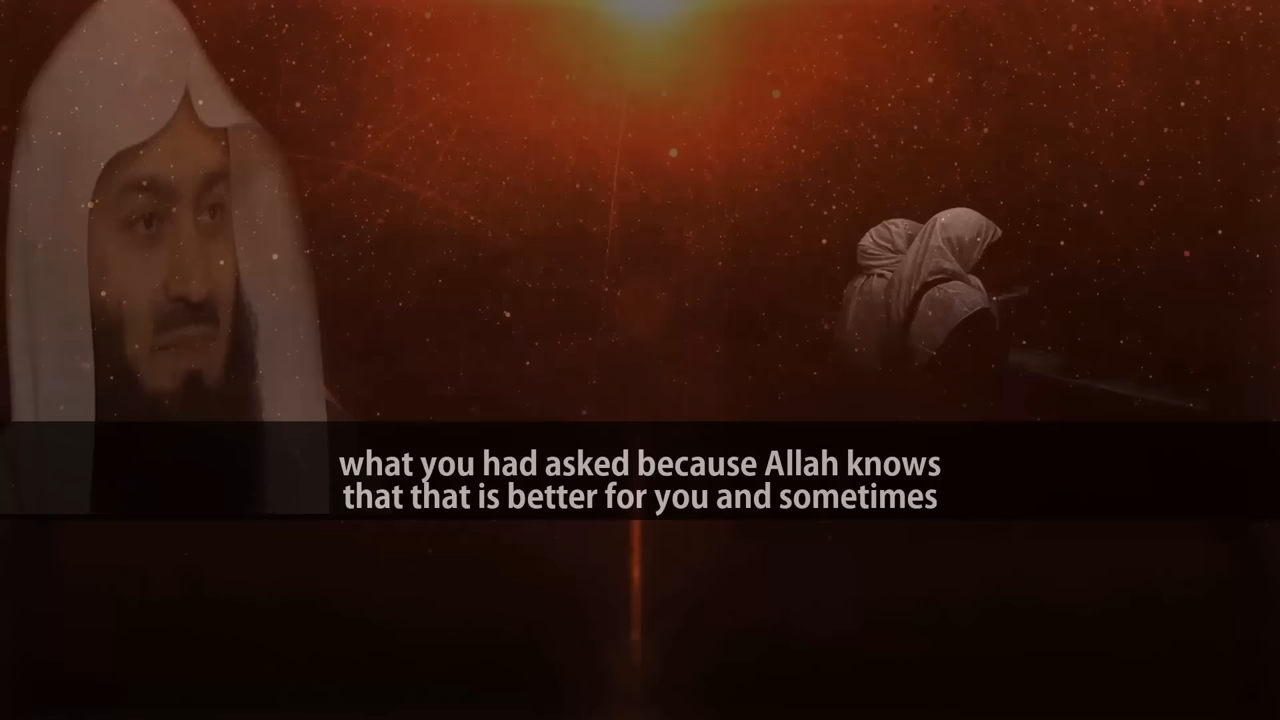 what you had asked because Allah knows
that that is better for you and sometimes